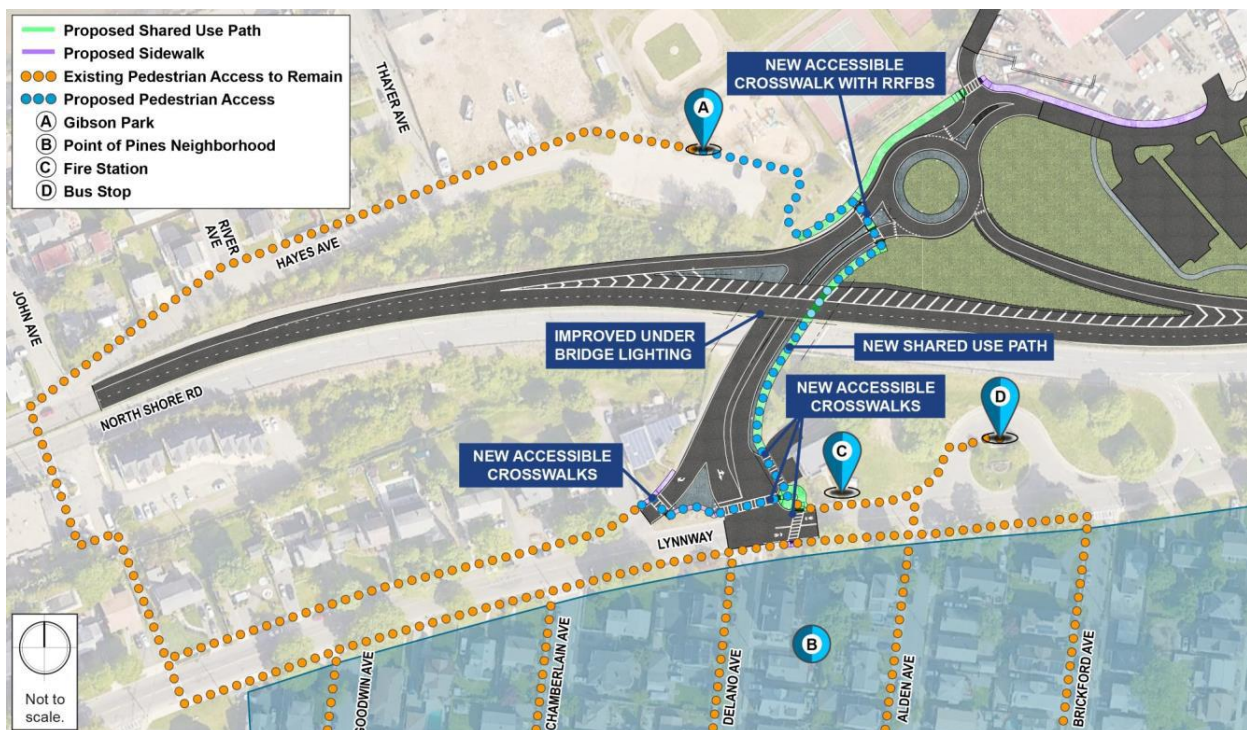 Proposed Shared Use Path
Proposed Sidewalk
Existing Pedestrian Access to Remain
Proposed Pedestrian Access
A Gibson Park
B Point of Pines Neighborhood
C Fire Station
D Bus Stop
THAYER AVE
NEW ACCESSIBLE
CROSSWALK WITH RRFBS
A
RIVER
AVE
HAYES AVE
JOHN AVE
NORTH SHORE RD
IMPROVED UNDER
BRIDGE LIGHTING
NEW SHARED USE PATH
NEW ACCESSIBLE
CROSSWALKS
D
NEW ACCESSIBLE
CROSSWALKS
C
LYNNWAY
B
GOODWIN AVE
CHAMBERLAIN AVE
DELANO AVE
ALDEN AVE
BRICKFORD AVE
Not to
scale.